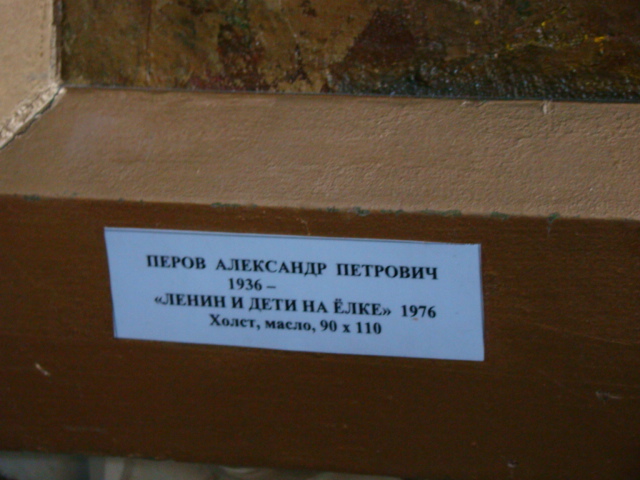 ПЕРОВ АЛЕКСАНДР ПЕТРОВИЧ
1936 –
«ЛЕНИН И ДЕТИ НА ЁЛКЕ» 1976
Холст, масло, 90 х 110